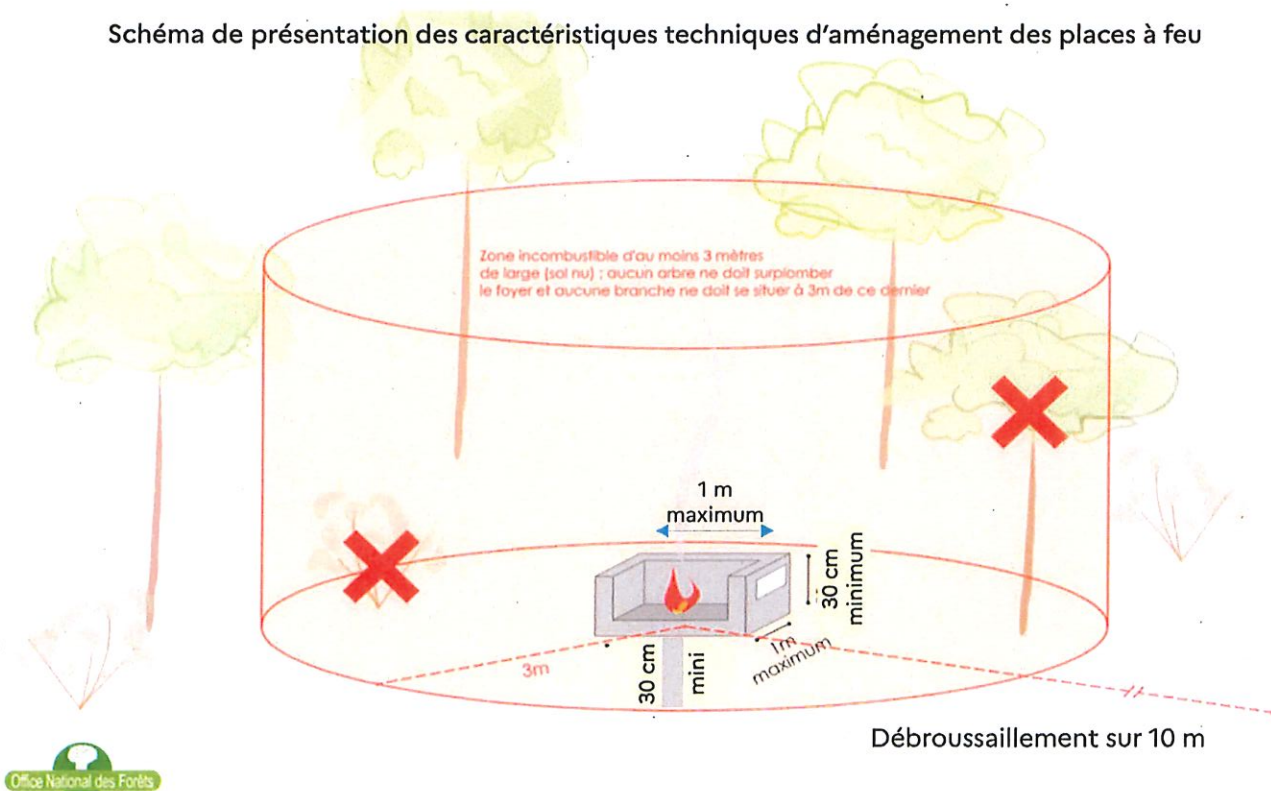 Schéma de présentation des caractéristiques techniques d'aménagement des places à feu
Zone incombustible d'au moins 3 mètres
de large (sol nu) ; aucun arbre ne doit surplomber
le foyer et aucune branche ne doit se situer à 3m de ce dernier
1 m
maximum
30 cm
minimum
1m
maximum
3m
30 cm
mini
Débroussaillement sur 10 m
Office National des Forêts